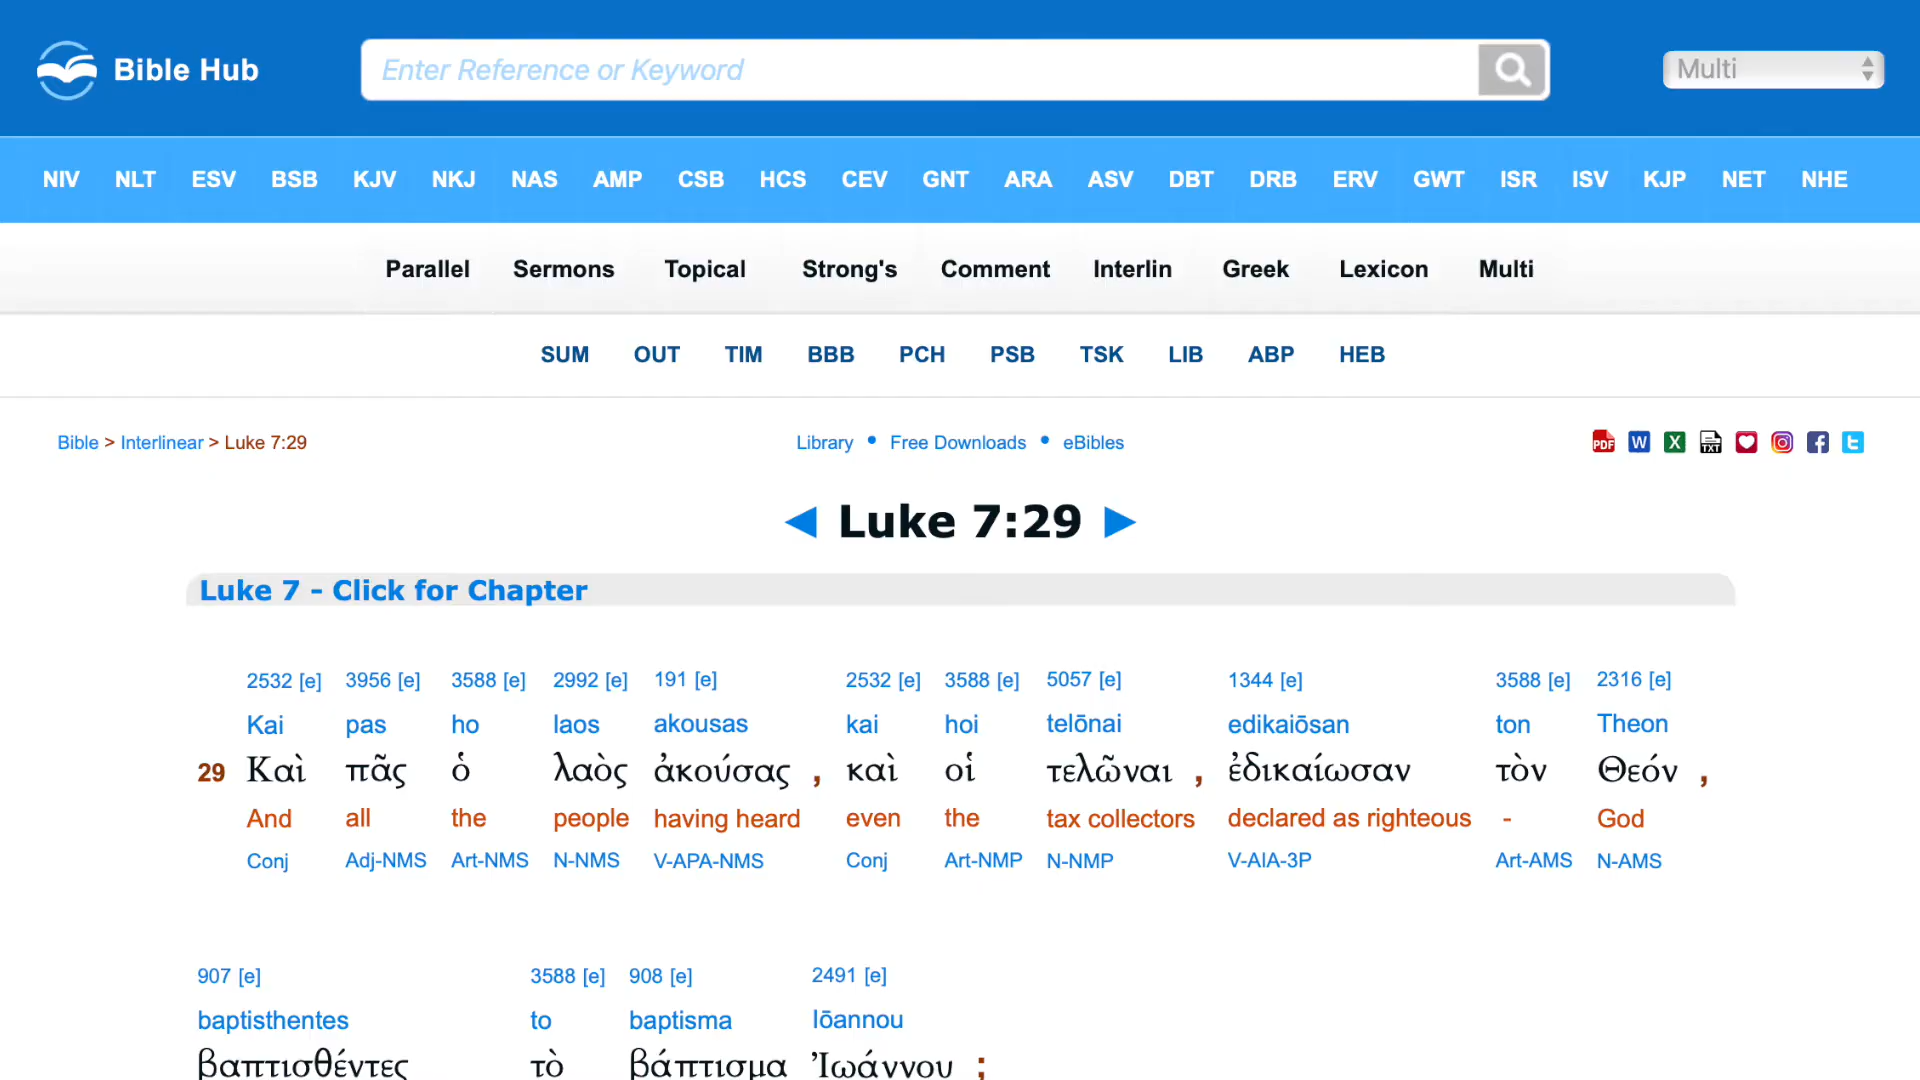 Bible Hub
Enter Reference or Keyword
Multi
NIV NLT ESV BSB KJV NKJ NAS AMP CSB HCS CEV GNT ARA ASV DBT DRB ERV GWT ISR ISV KJP NET NHE
Parallel Sermons Topical Strong's Comment Interlin Greek Lexicon Multi
SUM OUT TIM BBB PCH PSB TSK LIB ABP HEB
Bible > Interlinear > Luke 7:29
Library • Free Downloads • eBibles
PDF W X TXT
◄ Luke 7:29 ►
Luke 7 - Click for Chapter
2532 [e] 3956 [e] 3588 [e] 2992 [e] 191 [e] 2532 [e] 3588 [e] 5057 [e] 1344 [e] 3588 [e] 2316 [e]
Kai pas ho laos akousas kai hoi telōnai edikaiōsan ton Theon
29 Καὶ πᾶς ὁ λαὸς ἀκούσας , καὶ οἱ τελῶναι , ἐδικαίωσαν τὸν Θεόν ,
And all the people having heard even the tax collectors declared as righteous - God
Conj Adj-NMS Art-NMS N-NMS V-APA-NMS Conj Art-NMP N-NMP V-AIA-3P Art-AMS N-AMS
907 [e] 3588 [e] 908 [e] 2491 [e]
baptisthentes to baptisma Iōannou
βαπτισθέντες τὸ βάπτισμα Ἰωάννου ;